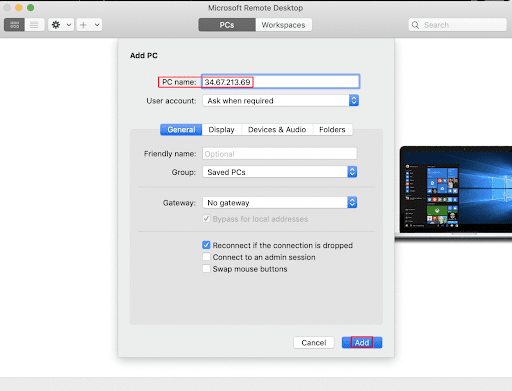 Microsoft Remote Desktop
PCs Workspaces Search
Add PC
PC name: 34.67.213.69
User account: Ask when required
General Display Devices & Audio Folders
Friendly name: Optional
Group: Saved PCs
Gateway: No gateway
Bypass for local addresses
Reconnect if the connection is dropped
Connect to an admin session
Swap mouse buttons
Cancel Add